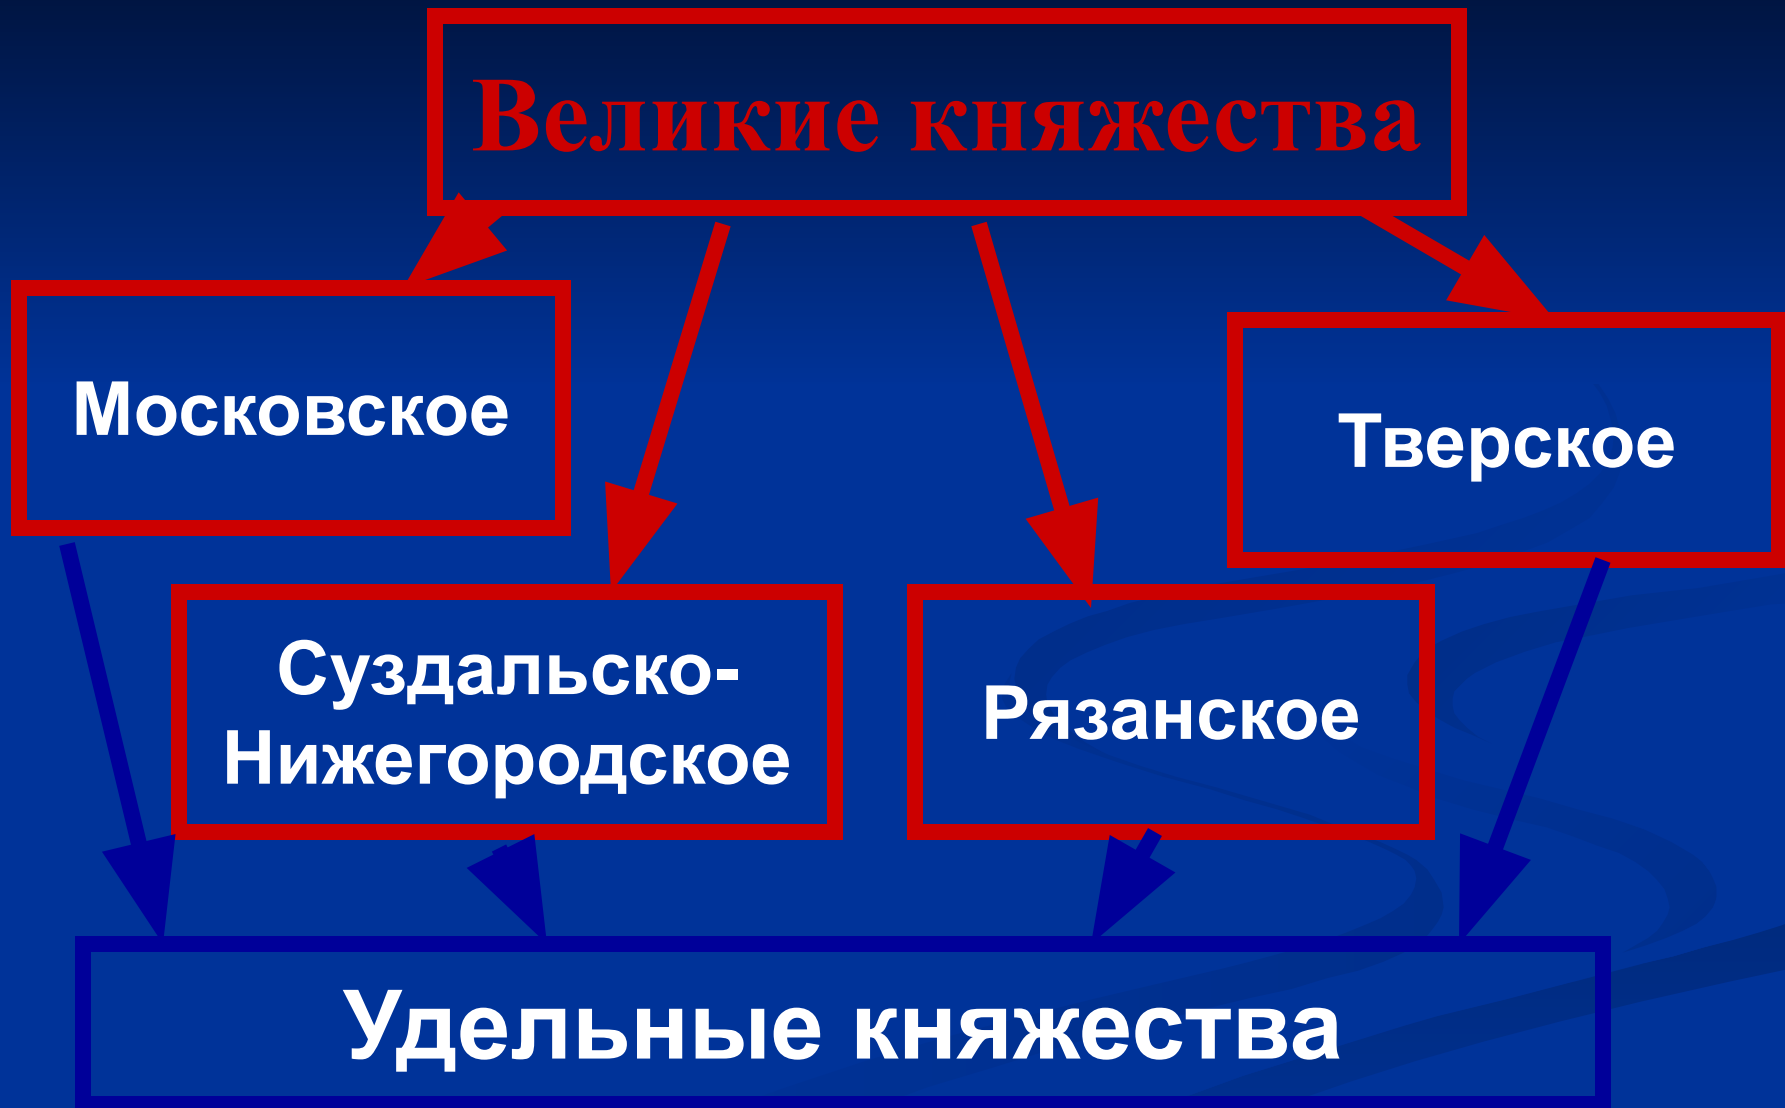 Великие княжества
Московское
Тверское
Суздальско-
Нижегородское
Рязанское
Удельные княжества